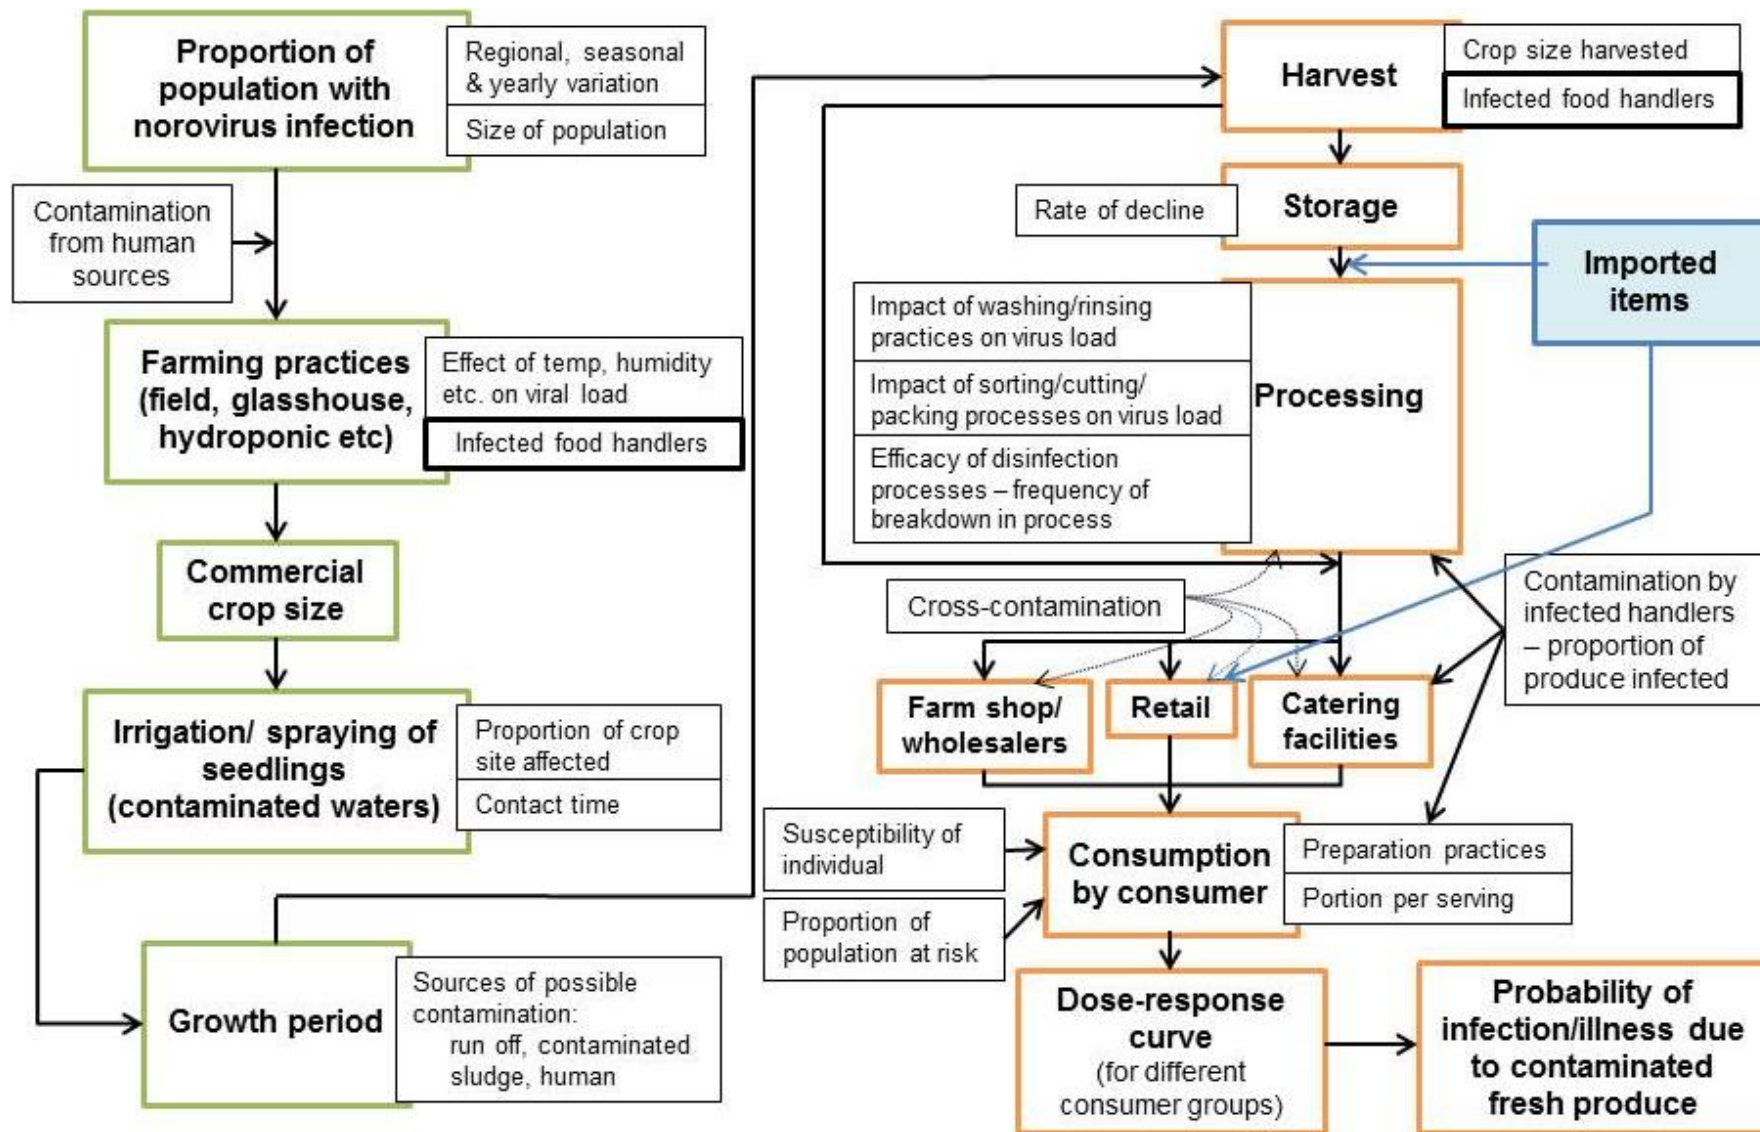 Proportion of
population with
norovirus infection
Regional, seasonal
& yearly variation
Size of population
Contamination
from human
sources
Farming practices
(field, glasshouse,
hydroponic etc)
Effect of temp, humidity
etc. on viral load
Infected food handlers
Commercial
crop size
Irrigation/ spraying of
seedlings
(contaminated waters)
Proportion of crop
site affected
Contact time
Growth period
Sources of possible
contamination:
run off, contaminated
sludge, human
Harvest
Crop size harvested
Infected food handlers
Rate of decline
Storage
Imported
items
Impact of washing/rinsing
practices on virus load
Impact of sorting/cutting/
packing processes on virus load
Efficacy of disinfection
processes – frequency of
breakdown in process
Processing
Cross-contamination
Contamination by
infected handlers
– proportion of
produce infected
Farm shop/
wholesalers
Retail
Catering
facilities
Susceptibility of
individual
Proportion of
population at risk
Consumption
by consumer
Preparation practices
Portion per serving
Dose-response
curve
(for different
consumer groups)
Probability of
infection/illness due
to contaminated
fresh produce